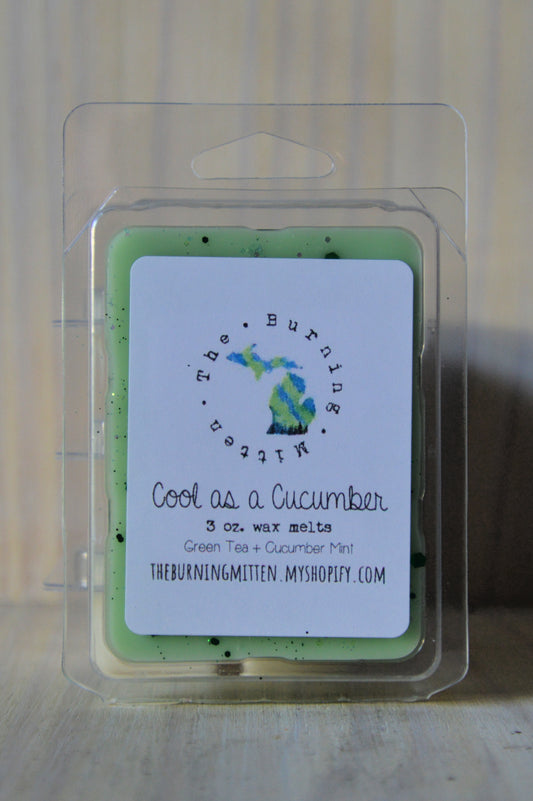 The • Burning • Mitten •
Cool as a Cucumber
3 oz. wax melts
Green Tea + Cucumber Mint
THEBURNINGMITTEN.MYSHOPIFY.COM